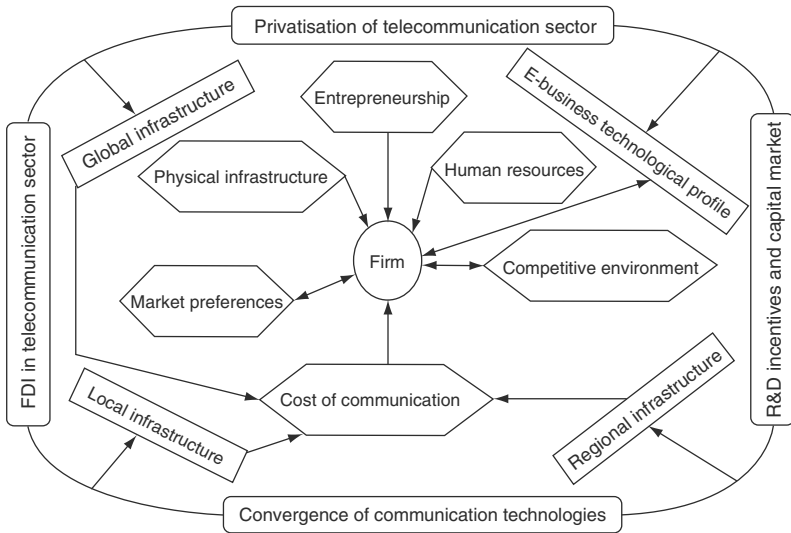 Privatisation of telecommunication sector
Entrepreneurship
Global infrastructure
E-business technological profile
Physical infrastructure
Human resources
FDI in telecommunication sector
R&D incentives and capital market
Firm
Competitive environment
Market preferences
Cost of communication
Local infrastructure
Regional infrastructure
Convergence of communication technologies